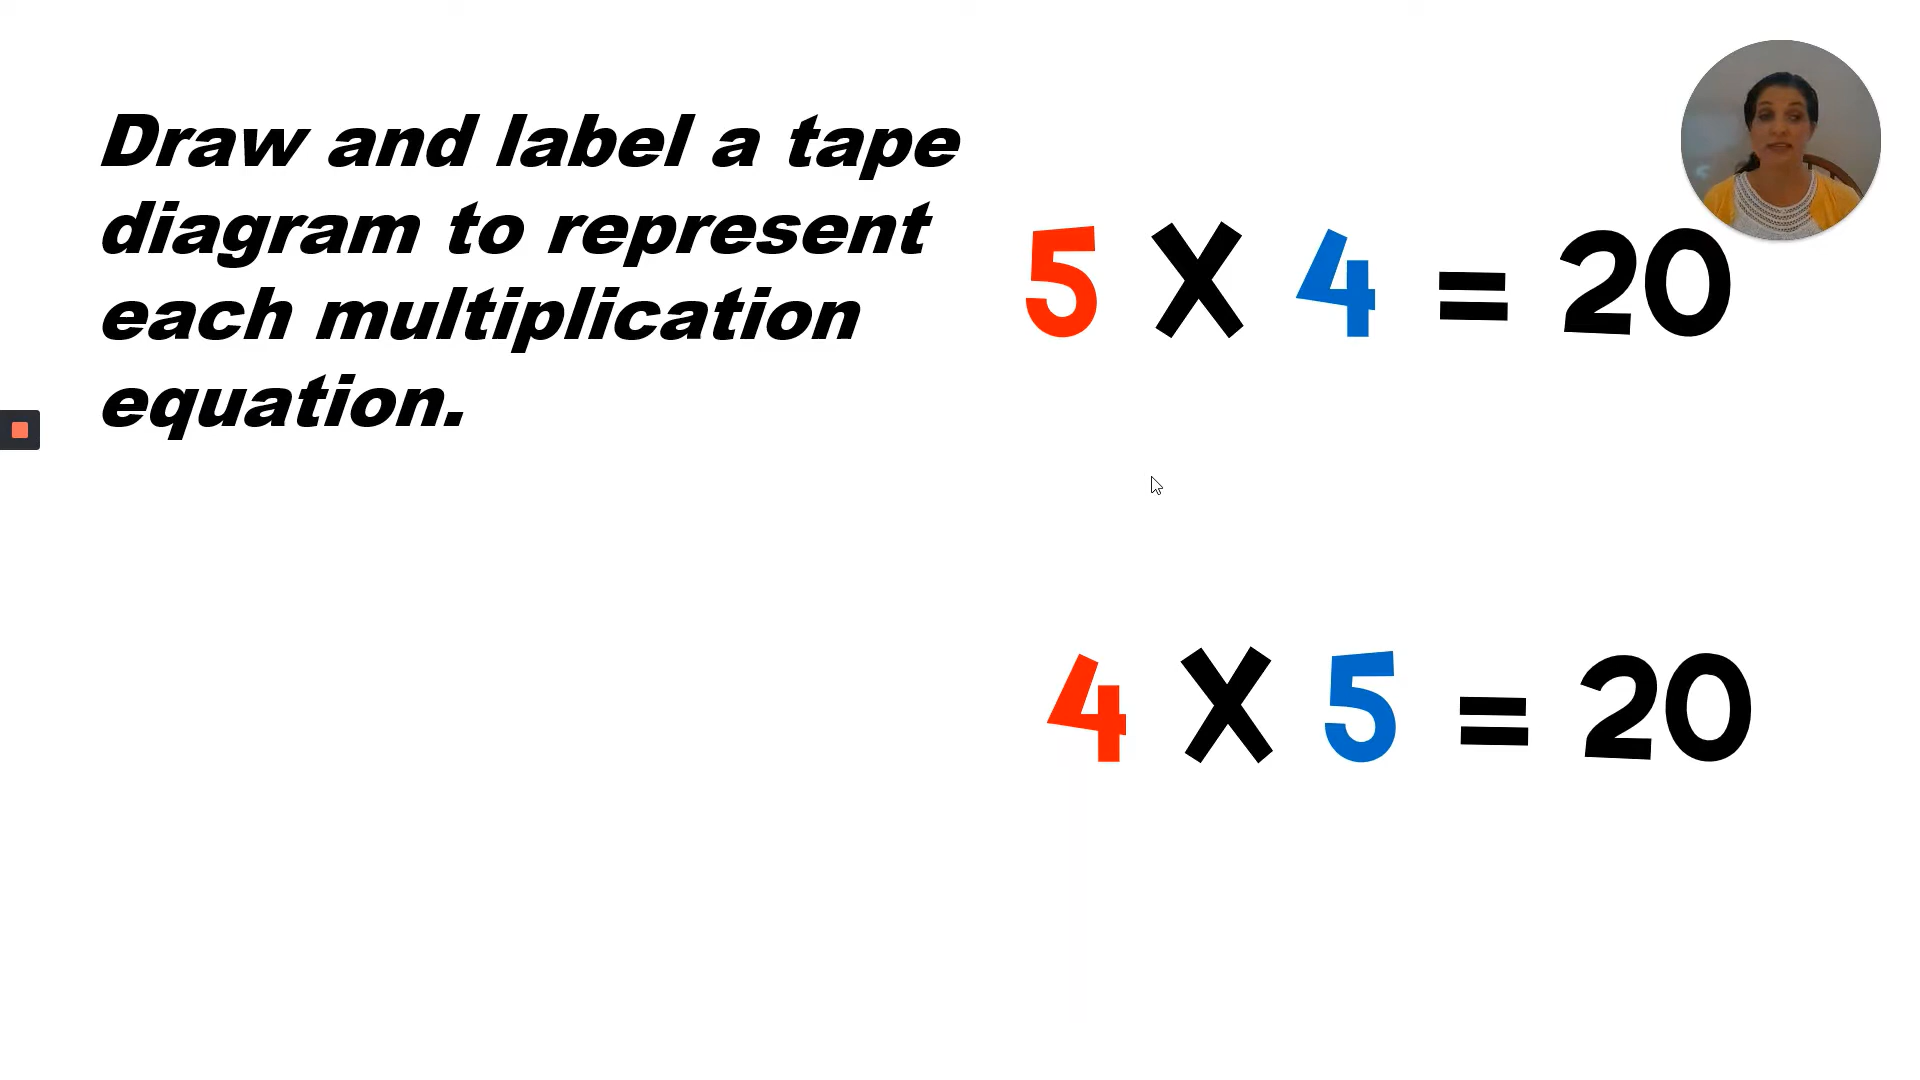 Draw and label a tape
diagram to represent
each multiplication
equation.
5 X 4 = 20
4 X 5 = 20